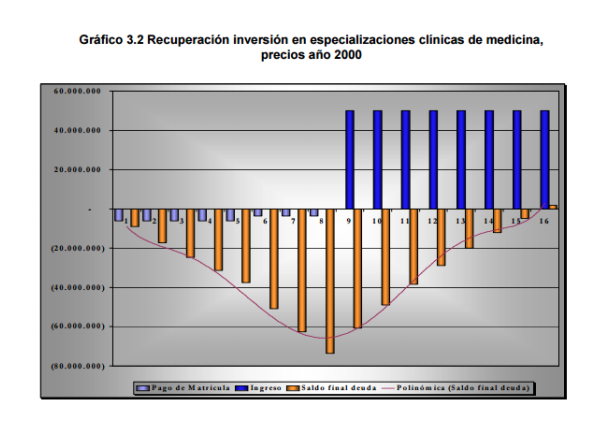 Gráfico 3.2 Recuperación inversión en especializaciones clínicas de medicina,
precios año 2000
60.000.000
40.000.000
20.000.000
-
(20.000.000)
(40.000.000)
(60.000.000)
(80.000.000)
1 2 3 4 5 6 7 8 9 10 11 12 13 14 15 16
Pago de Matrícula Ingreso Saldo final deuda Polinómica (Saldo final deuda)